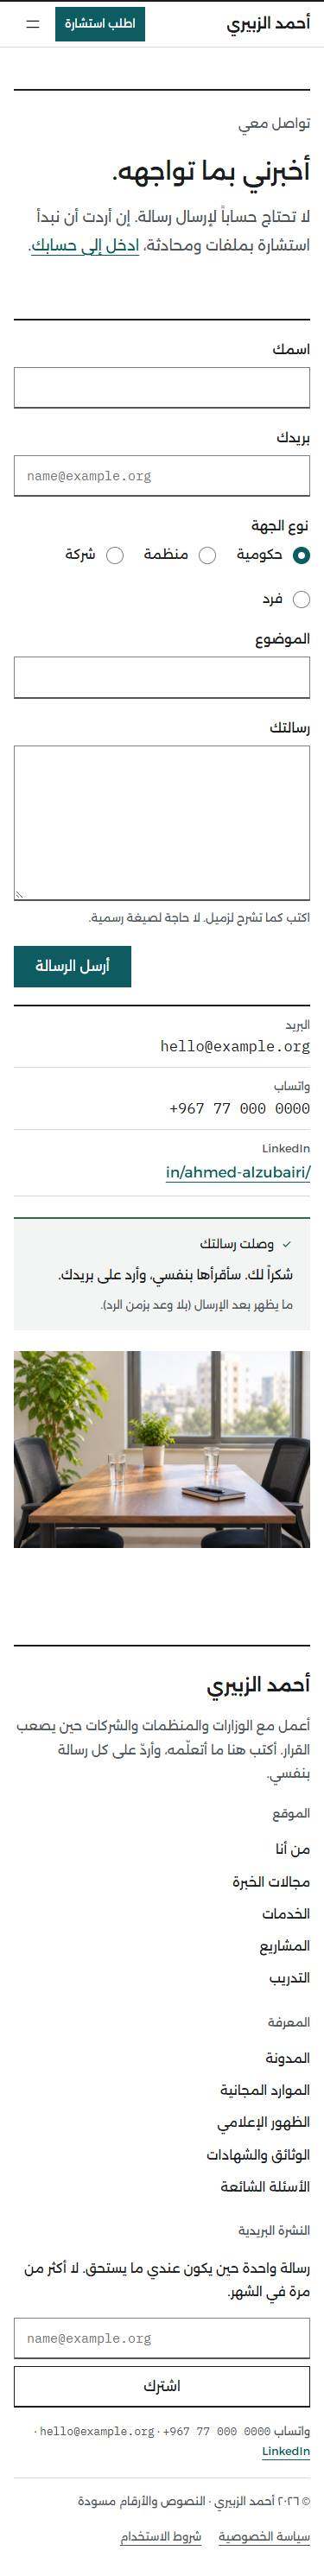 أحمد الزبيري
اطلب استشارة
تواصل معي
أخبرني بما تواجهه.
لا تحتاج حساباً لإرسال رسالة. إن أردت أن نبدأ
استشارة بملفات ومحادثة، ادخل إلى حسابك.
اسمك
بريدك
name@example.org
نوع الجهة
حكومية
منظمة
شركة
فرد
الموضوع
رسالتك
اكتب كما تشرح لزميل. لا حاجة لصيغة رسمية.
أرسل الرسالة
البريد
hello@example.org
واتساب
+967 77 000 0000
LinkedIn
in/ahmed-alzubairi/
✓ وصلت رسالتك
شكراً لك. سأقرأها بنفسي، وأرد على بريدك.
ما يظهر بعد الإرسال (بلا وعد بزمن الرد).
أحمد الزبيري
أعمل مع الوزارات والمنظمات والشركات حين يصعب
القرار. أكتب هنا ما أتعلّمه، وأردّ على كل رسالة
بنفسي.
الموقع
من أنا
مجالات الخبرة
الخدمات
المشاريع
التدريب
المعرفة
المدونة
الموارد المجانية
الظهور الإعلامي
الوثائق والشهادات
الأسئلة الشائعة
النشرة البريدية
رسالة واحدة حين يكون عندي ما يستحق. لا أكثر من
مرة في الشهر.
name@example.org
اشترك
واتساب +967 77 000 0000 · hello@example.org ·
LinkedIn
© ٢٠٢٦ أحمد الزبيري · النصوص والأرقام مسودة
سياسة الخصوصية
شروط الاستخدام